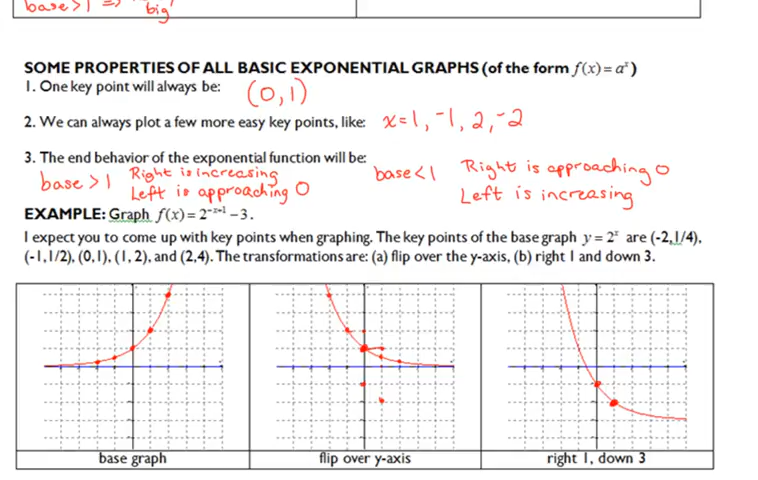 base > 1 =>
big
SOME PROPERTIES OF ALL BASIC EXPONENTIAL GRAPHS (of the form f(x) = aˣ)
1. One key point will always be: (0,1)
2. We can always plot a few more easy key points, like: x=1, -1, 2, -2
3. The end behavior of the exponential function will be:
base > 1 Right is increasing
Left is approaching 0
base < 1 Right is approaching 0
Left is increasing
EXAMPLE: Graph f(x) = 2⁻ˣ⁺¹ – 3.
I expect you to come up with key points when graphing. The key points of the base graph y = 2ˣ are (-2,1/4),
(-1,1/2), (0,1), (1, 2), and (2,4). The transformations are: (a) flip over the y-axis, (b) right 1 and down 3.
base graph
flip over y-axis
right 1, down 3